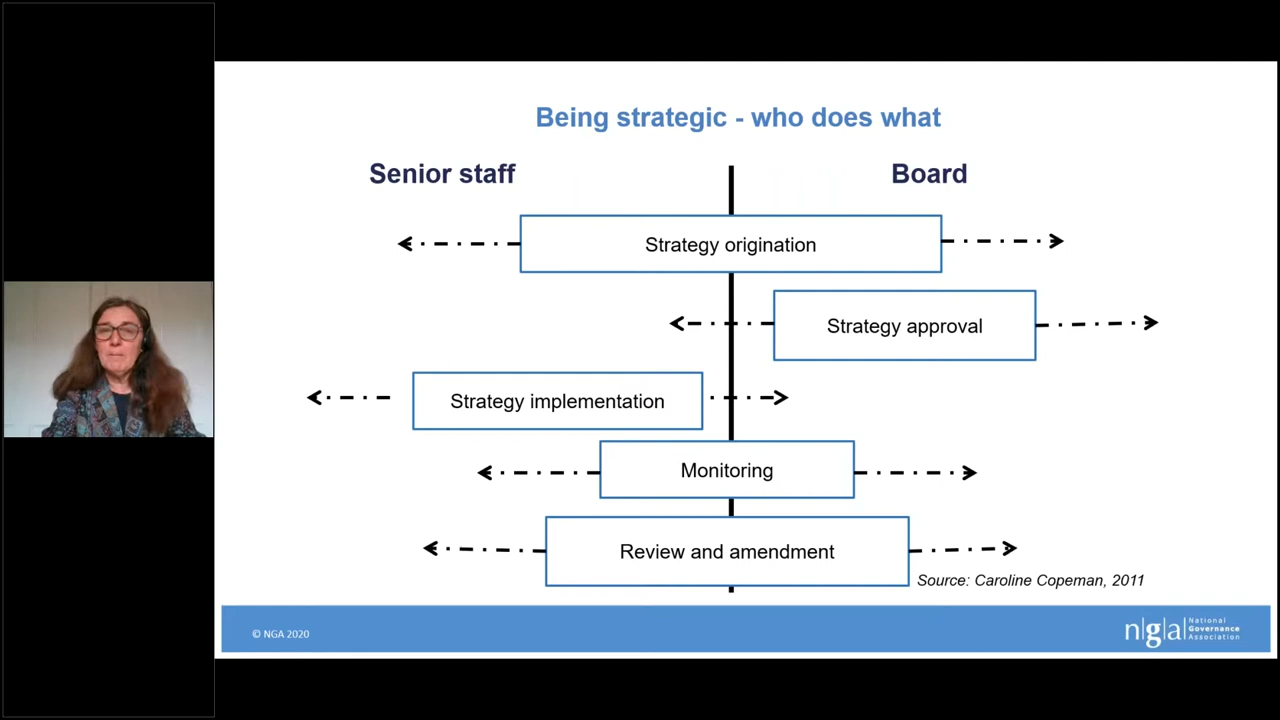 Being strategic - who does what
Senior staff
Board
Strategy origination
Strategy approval
Strategy implementation
Monitoring
Review and amendment
Source: Caroline Copeman, 2011
© NGA 2020
n|g|a|
National
Governance
Association